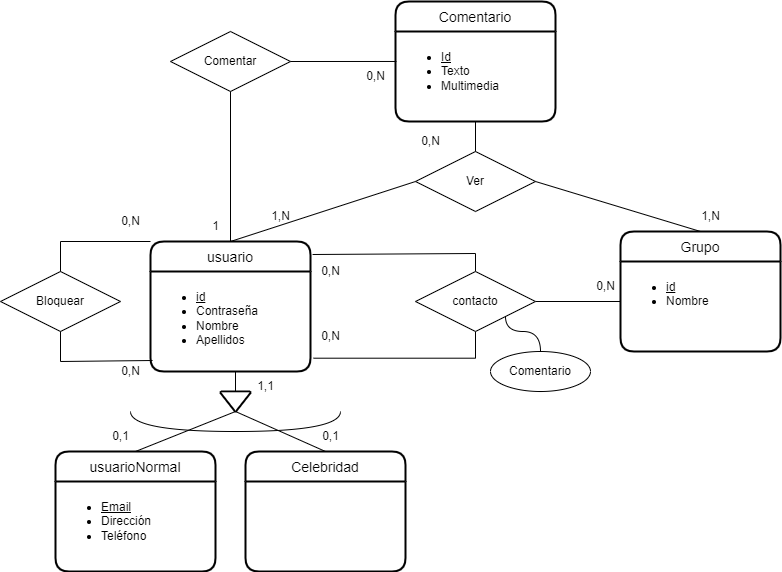 Comentario
Id
Texto
Multimedia
Comentar
0,N
0,N
Ver
1,N
1,N
0,N
1
usuario
id
Contraseña
Nombre
Apellidos
Bloquear
0,N
0,N
contacto
0,N
0,N
Comentario
Grupo
id
Nombre
1,1
0,1
0,1
usuarioNormal
Email
Dirección
Teléfono
Celebridad